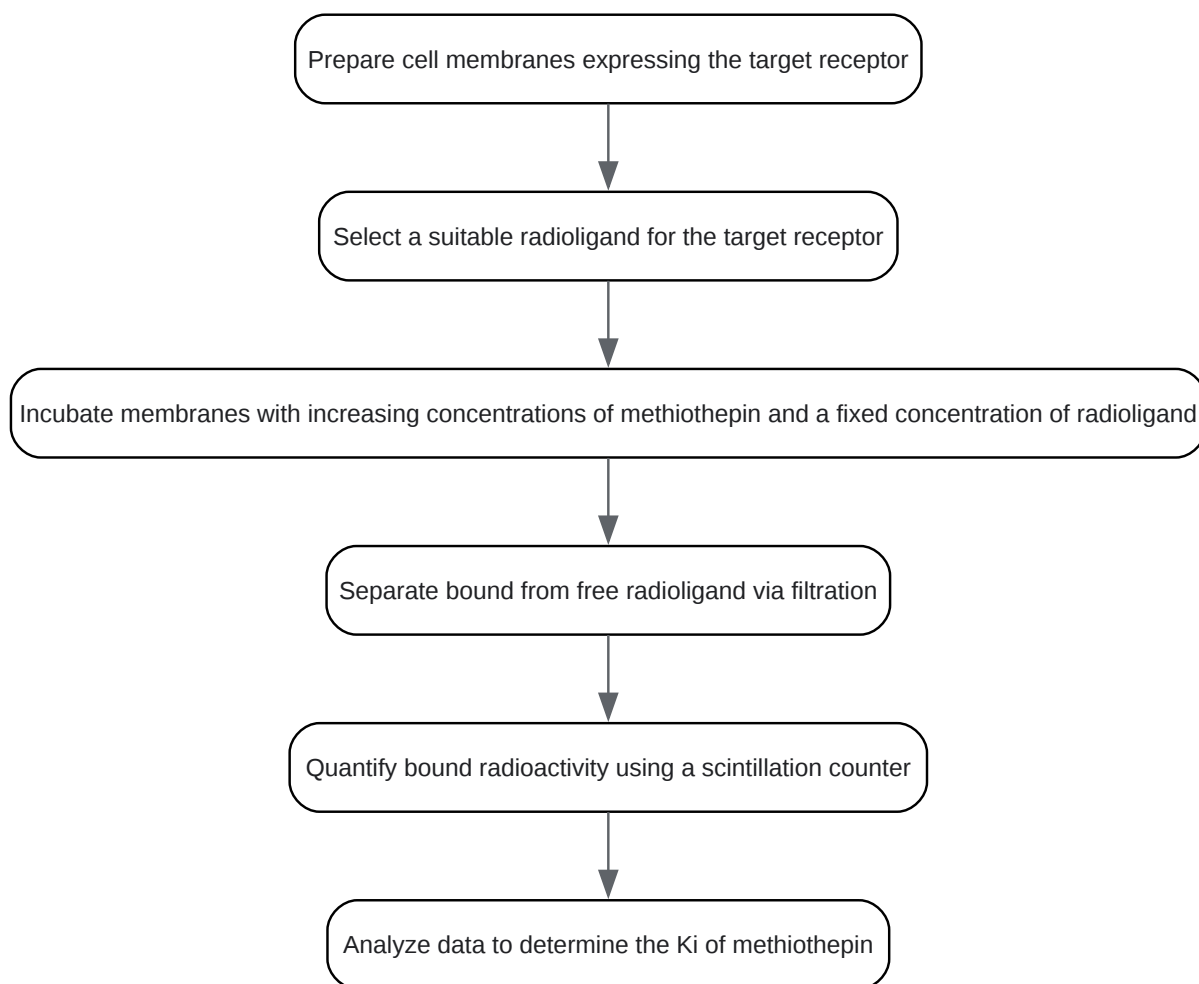 Prepare cell membranes expressing the target receptor
Select a suitable radioligand for the target receptor
Incubate membranes with increasing concentrations of methiothepin and a fixed concentration of radioligand
Separate bound from free radioligand via filtration
Quantify bound radioactivity using a scintillation counter
Analyze data to determine the Ki of methiothepin